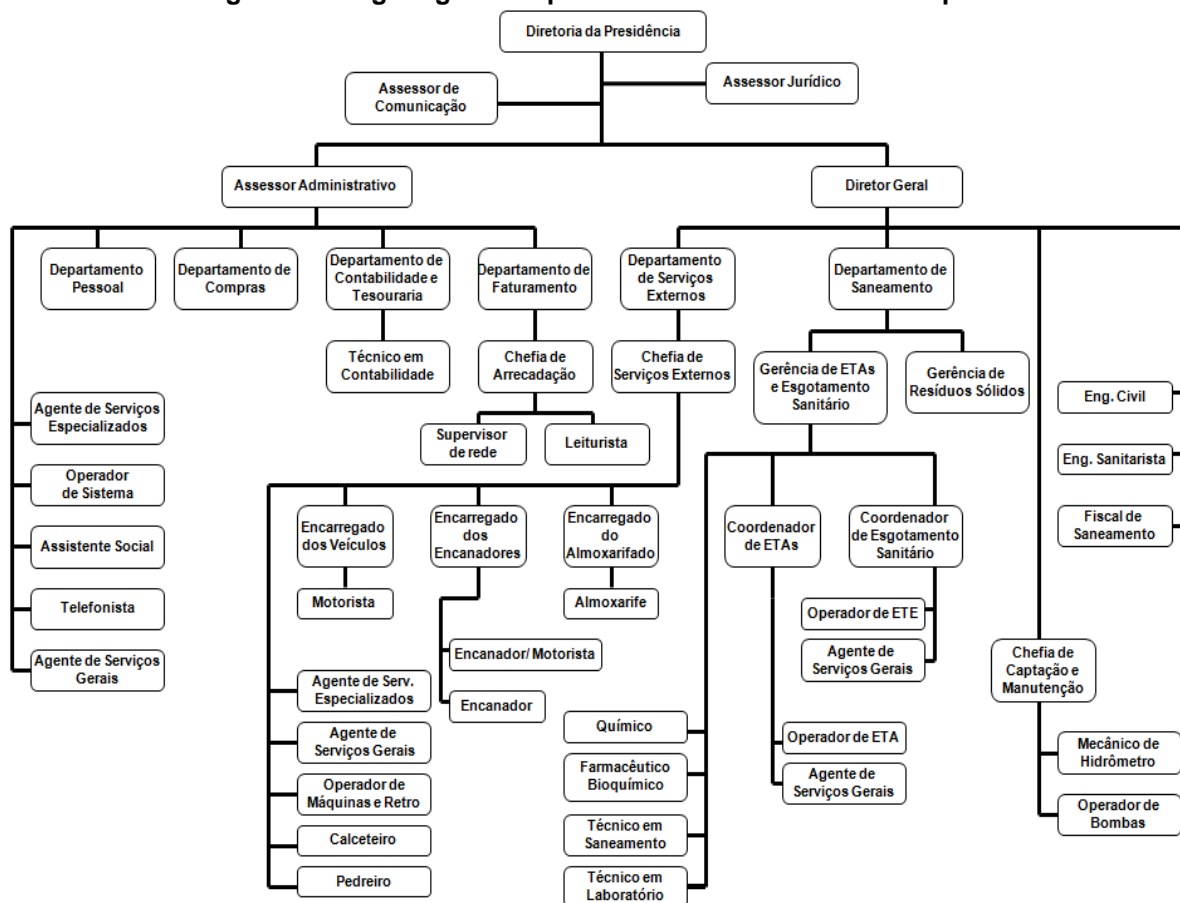 Diretoria da Presidência
Assessor de
Comunicação
Assessor Jurídico
Assessor Administrativo
Diretor Geral
Departamento
Pessoal
Departamento de
Compras
Departamento de
Contabilidade e
Tesouraria
Departamento de
Faturamento
Departamento
de Serviços
Externos
Departamento de
Saneamento
Técnico em
Contabilidade
Chefia de
Arrecadação
Chefia de
Serviços Externos
Gerência de ETAs
e Esgotamento
Sanitário
Gerência de
Resíduos Sólidos
Eng. Civil
Agente de Serviços
Especializados
Supervisor
de rede
Leiturista
Eng. Sanitarista
Operador
de Sistema
Encarregado
dos Veículos
Encarregado
dos
Encanadores
Encarregado
do
Almoxarifado
Coordenador
de ETAs
Coordenador
de Esgotamento
Sanitário
Fiscal de
Saneamento
Assistente Social
Telefonista
Motorista
Almoxarife
Operador de ETE
Agente de Serviços
Gerais
Encanador/ Motorista
Agente de
Serviços Gerais
Chefia de
Captação e
Manutenção
Agente de Serv.
Especializados
Encanador
Químico
Operador de ETA
Agente de
Serviços Gerais
Mecânico de
Hidrômetro
Farmacêutico
Bioquímico
Agente de
Serviços Gerais
Operador de
Máquinas e Retro
Operador de
Bombas
Técnico em
Saneamento
Calceteiro
Pedreiro
Técnico em
Laboratório